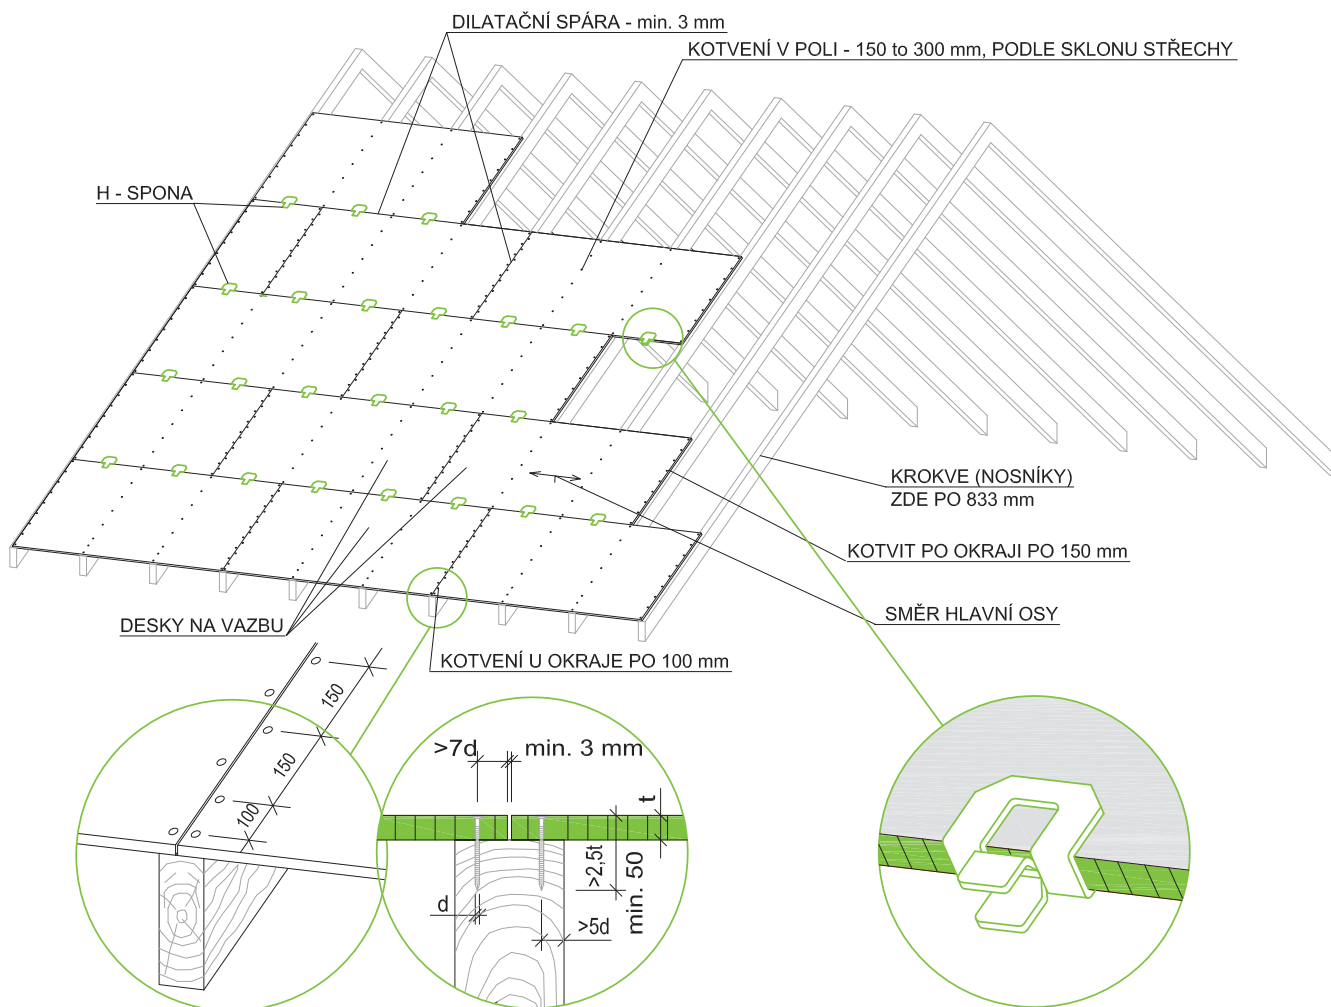 DILATAČNÍ SPÁRA - min. 3 mm
KOTVENÍ V POLI - 150 to 300 mm, PODLE SKLONU STŘECHY
H - SPONA
KROKVE (NOSNÍKY)
ZDE PO 833 mm
KOTVIT PO OKRAJI PO 150 mm
SMĚR HLAVNÍ OSY
DESKY NA VAZBU
KOTVENÍ U OKRAJE PO 100 mm
150
150
100
>7d
min. 3 mm
t
>2,5t
min. 50
d
>5d